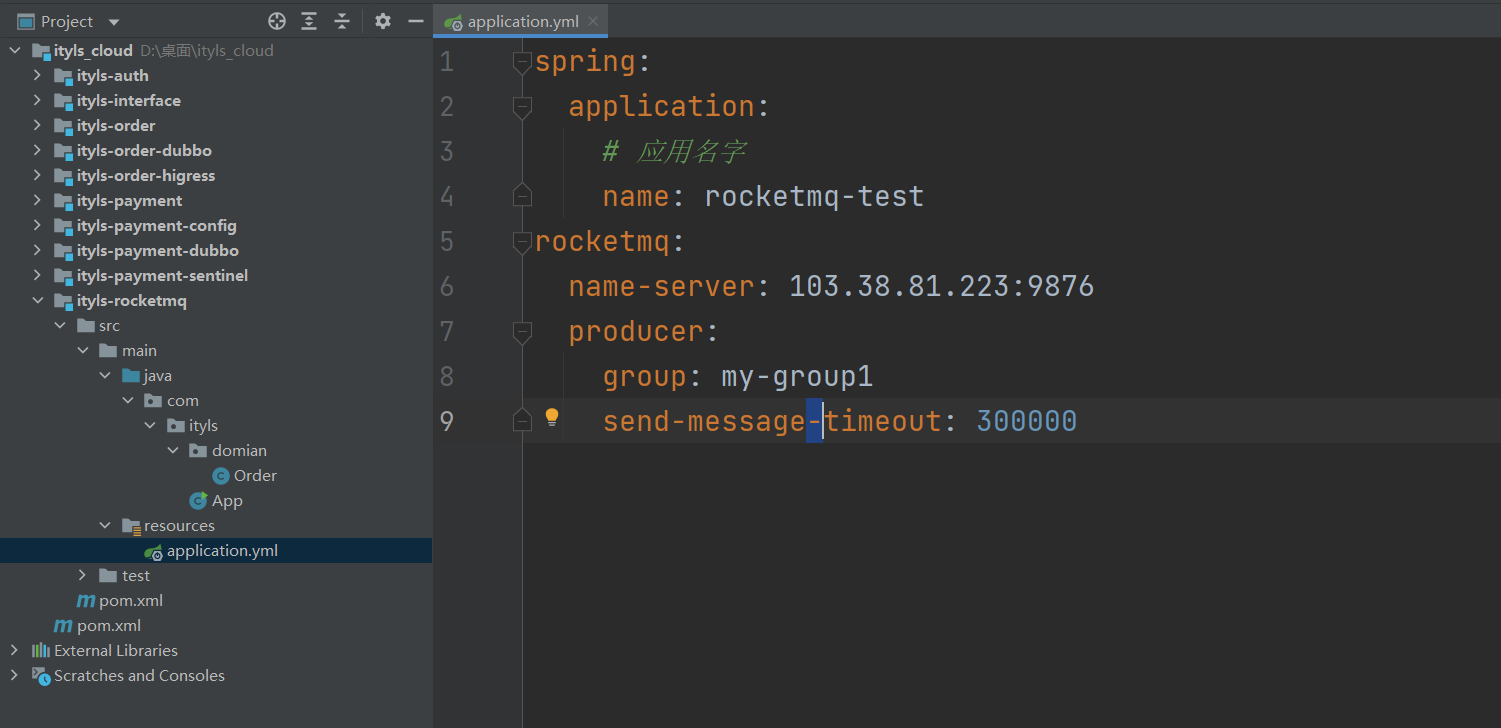 Project
ityls_cloud D:\桌面\ityls_cloud
ityls-auth
ityls-interface
ityls-order
ityls-order-dubbo
ityls-order-higress
ityls-payment
ityls-payment-config
ityls-payment-dubbo
ityls-payment-sentinel
ityls-rocketmq
src
main
java
com
ityls
domian
Order
App
resources
application.yml
test
pom.xml
pom.xml
External Libraries
Scratches and Consoles
application.yml
1 spring:
2 application:
3 # 应用名字
4 name: rocketmq-test
5 rocketmq:
6 name-server: 103.38.81.223:9876
7 producer:
8 group: my-group1
9 send-message-timeout: 300000